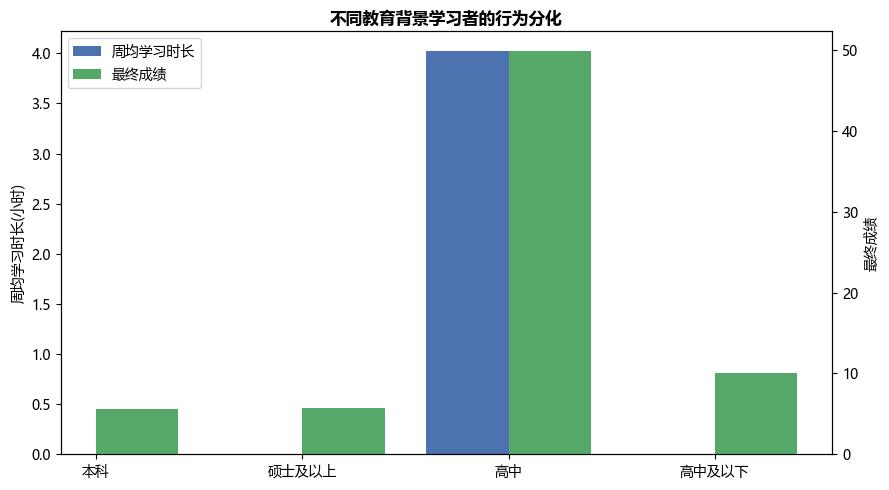 不同教育背景学习者的行为分化
周均学习时长
最终成绩
周均学习时长(小时)
4.0
3.5
3.0
2.5
2.0
1.5
1.0
0.5
0.0
50
40
30
20
10
0
最终成绩
本科
硕士及以上
高中
高中及以下